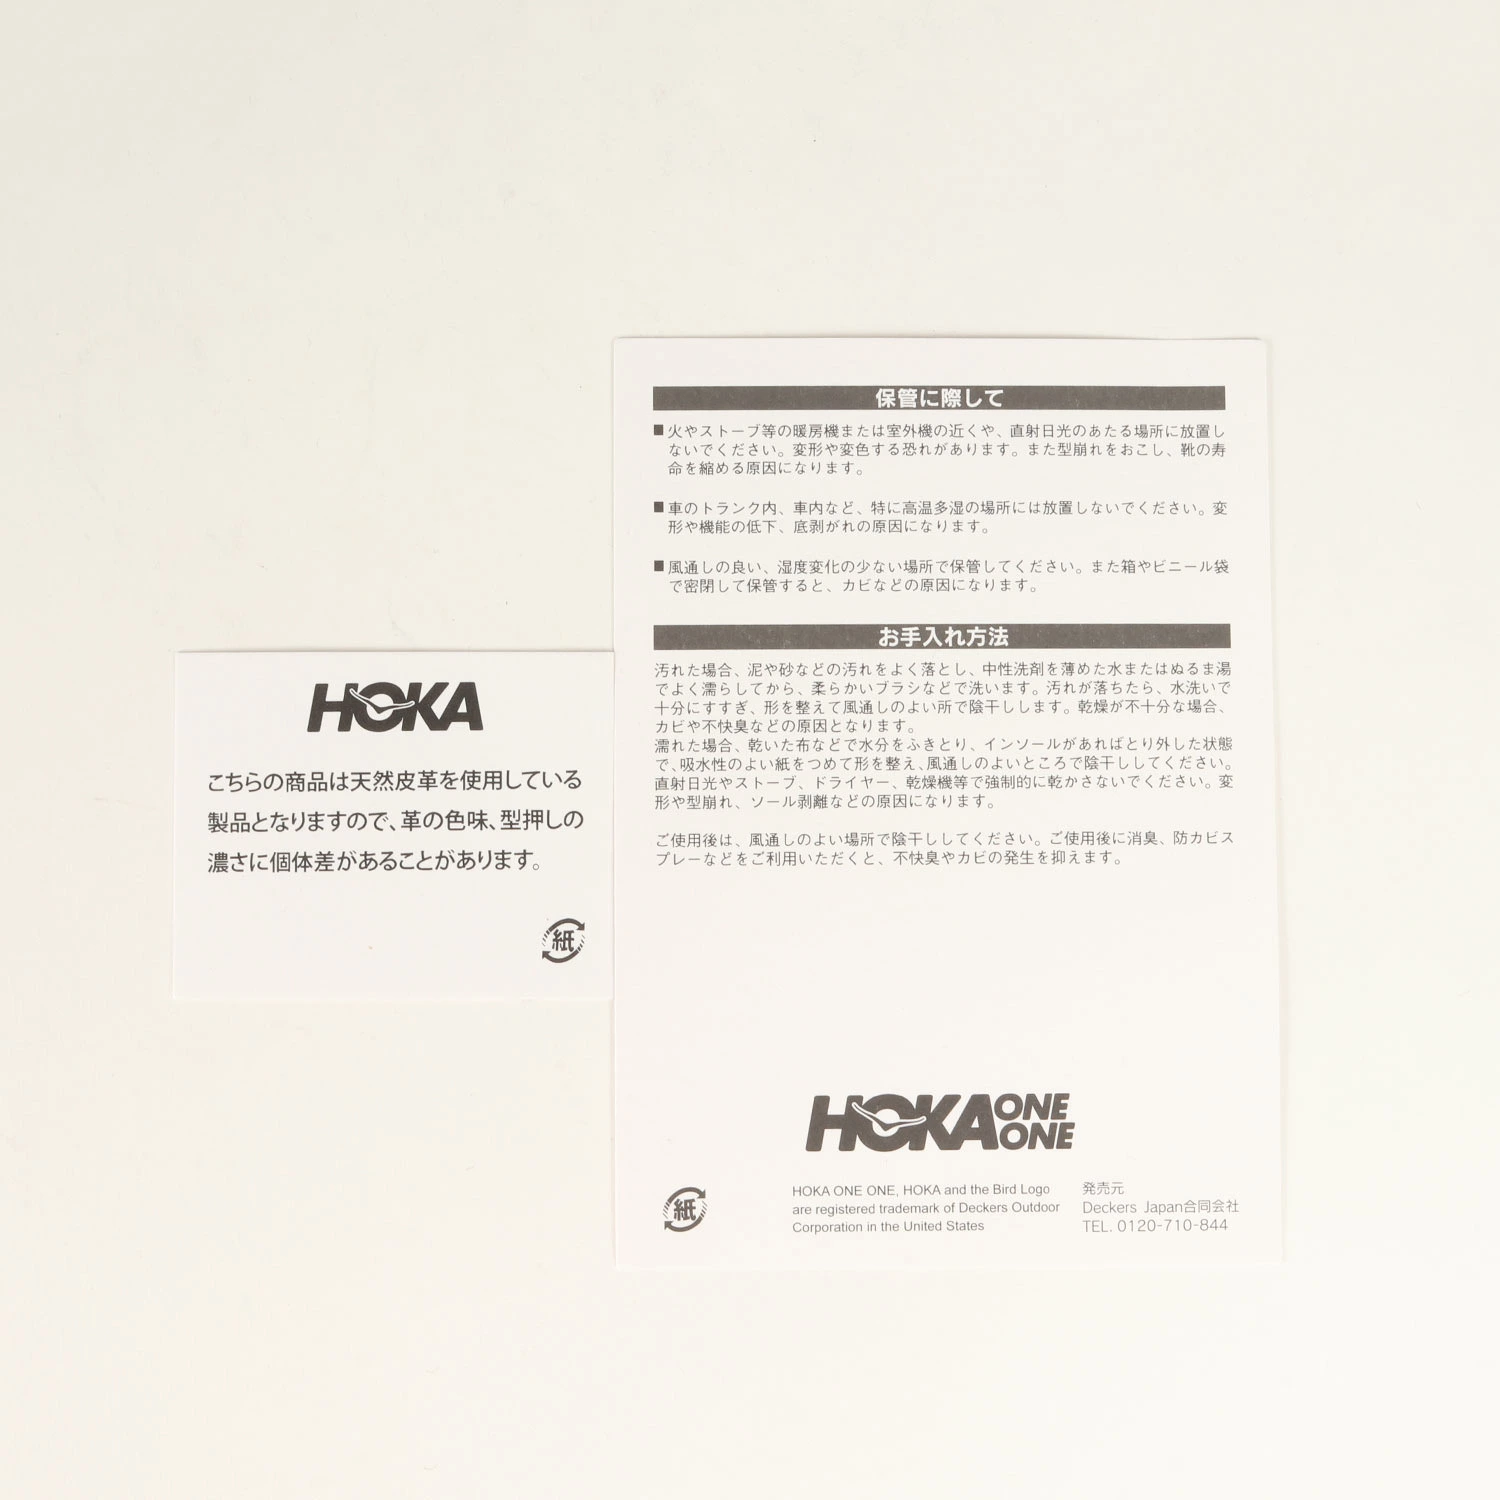 HOKA
こちらの商品は天然皮革を使用している
製品となりますので、革の色味、型押しの
濃さに個体差があることがあります。
紙
保管に際して
■火やストーブ等の暖房機または室外機の近くや、直射日光のあたる場所に放置し
ないでください。変形や変色する恐れがあります。また型崩れをおこし、靴の寿
命を縮める原因になります。
■車のトランク内、車内など、特に高温多湿の場所には放置しないでください。変
形や機能の低下、底剥がれの原因になります。
■風通しの良い、湿度変化の少ない場所で保管してください。また箱やビニール袋
で密閉して保管すると、カビなどの原因になります。
お手入れ方法
汚れた場合、泥や砂などの汚れをよく落とし、中性洗剤を薄めた水またはぬるま湯
でよく濡らしてから、柔らかいブラシなどで洗います。汚れが落ちたら、水洗いで
十分にすすぎ、形を整えて風通しのよい所で陰干しします。乾燥が不十分な場合、
カビや不快臭などの原因となります。
濡れた場合、乾いた布などで水分をふきとり、インソールがあればとり外した状態
で、吸水性のよい紙をつめて形を整え、風通しのよいところで陰干ししてください。
直射日光やストーブ、ドライヤー、乾燥機等で強制的に乾かさないでください。変
形や型崩れ、ソール剥離などの原因になります。
ご使用後は、風通しのよい場所で陰干ししてください。ご使用後に消臭、防カビス
プレーなどをご利用いただくと、不快臭やカビの発生を抑えます。
HOKA ONE ONE
紙
HOKA ONE ONE, HOKA and the Bird Logo
are registered trademark of Deckers Outdoor
Corporation in the United States
発売元
Deckers Japan合同会社
TEL. 0120-710-844